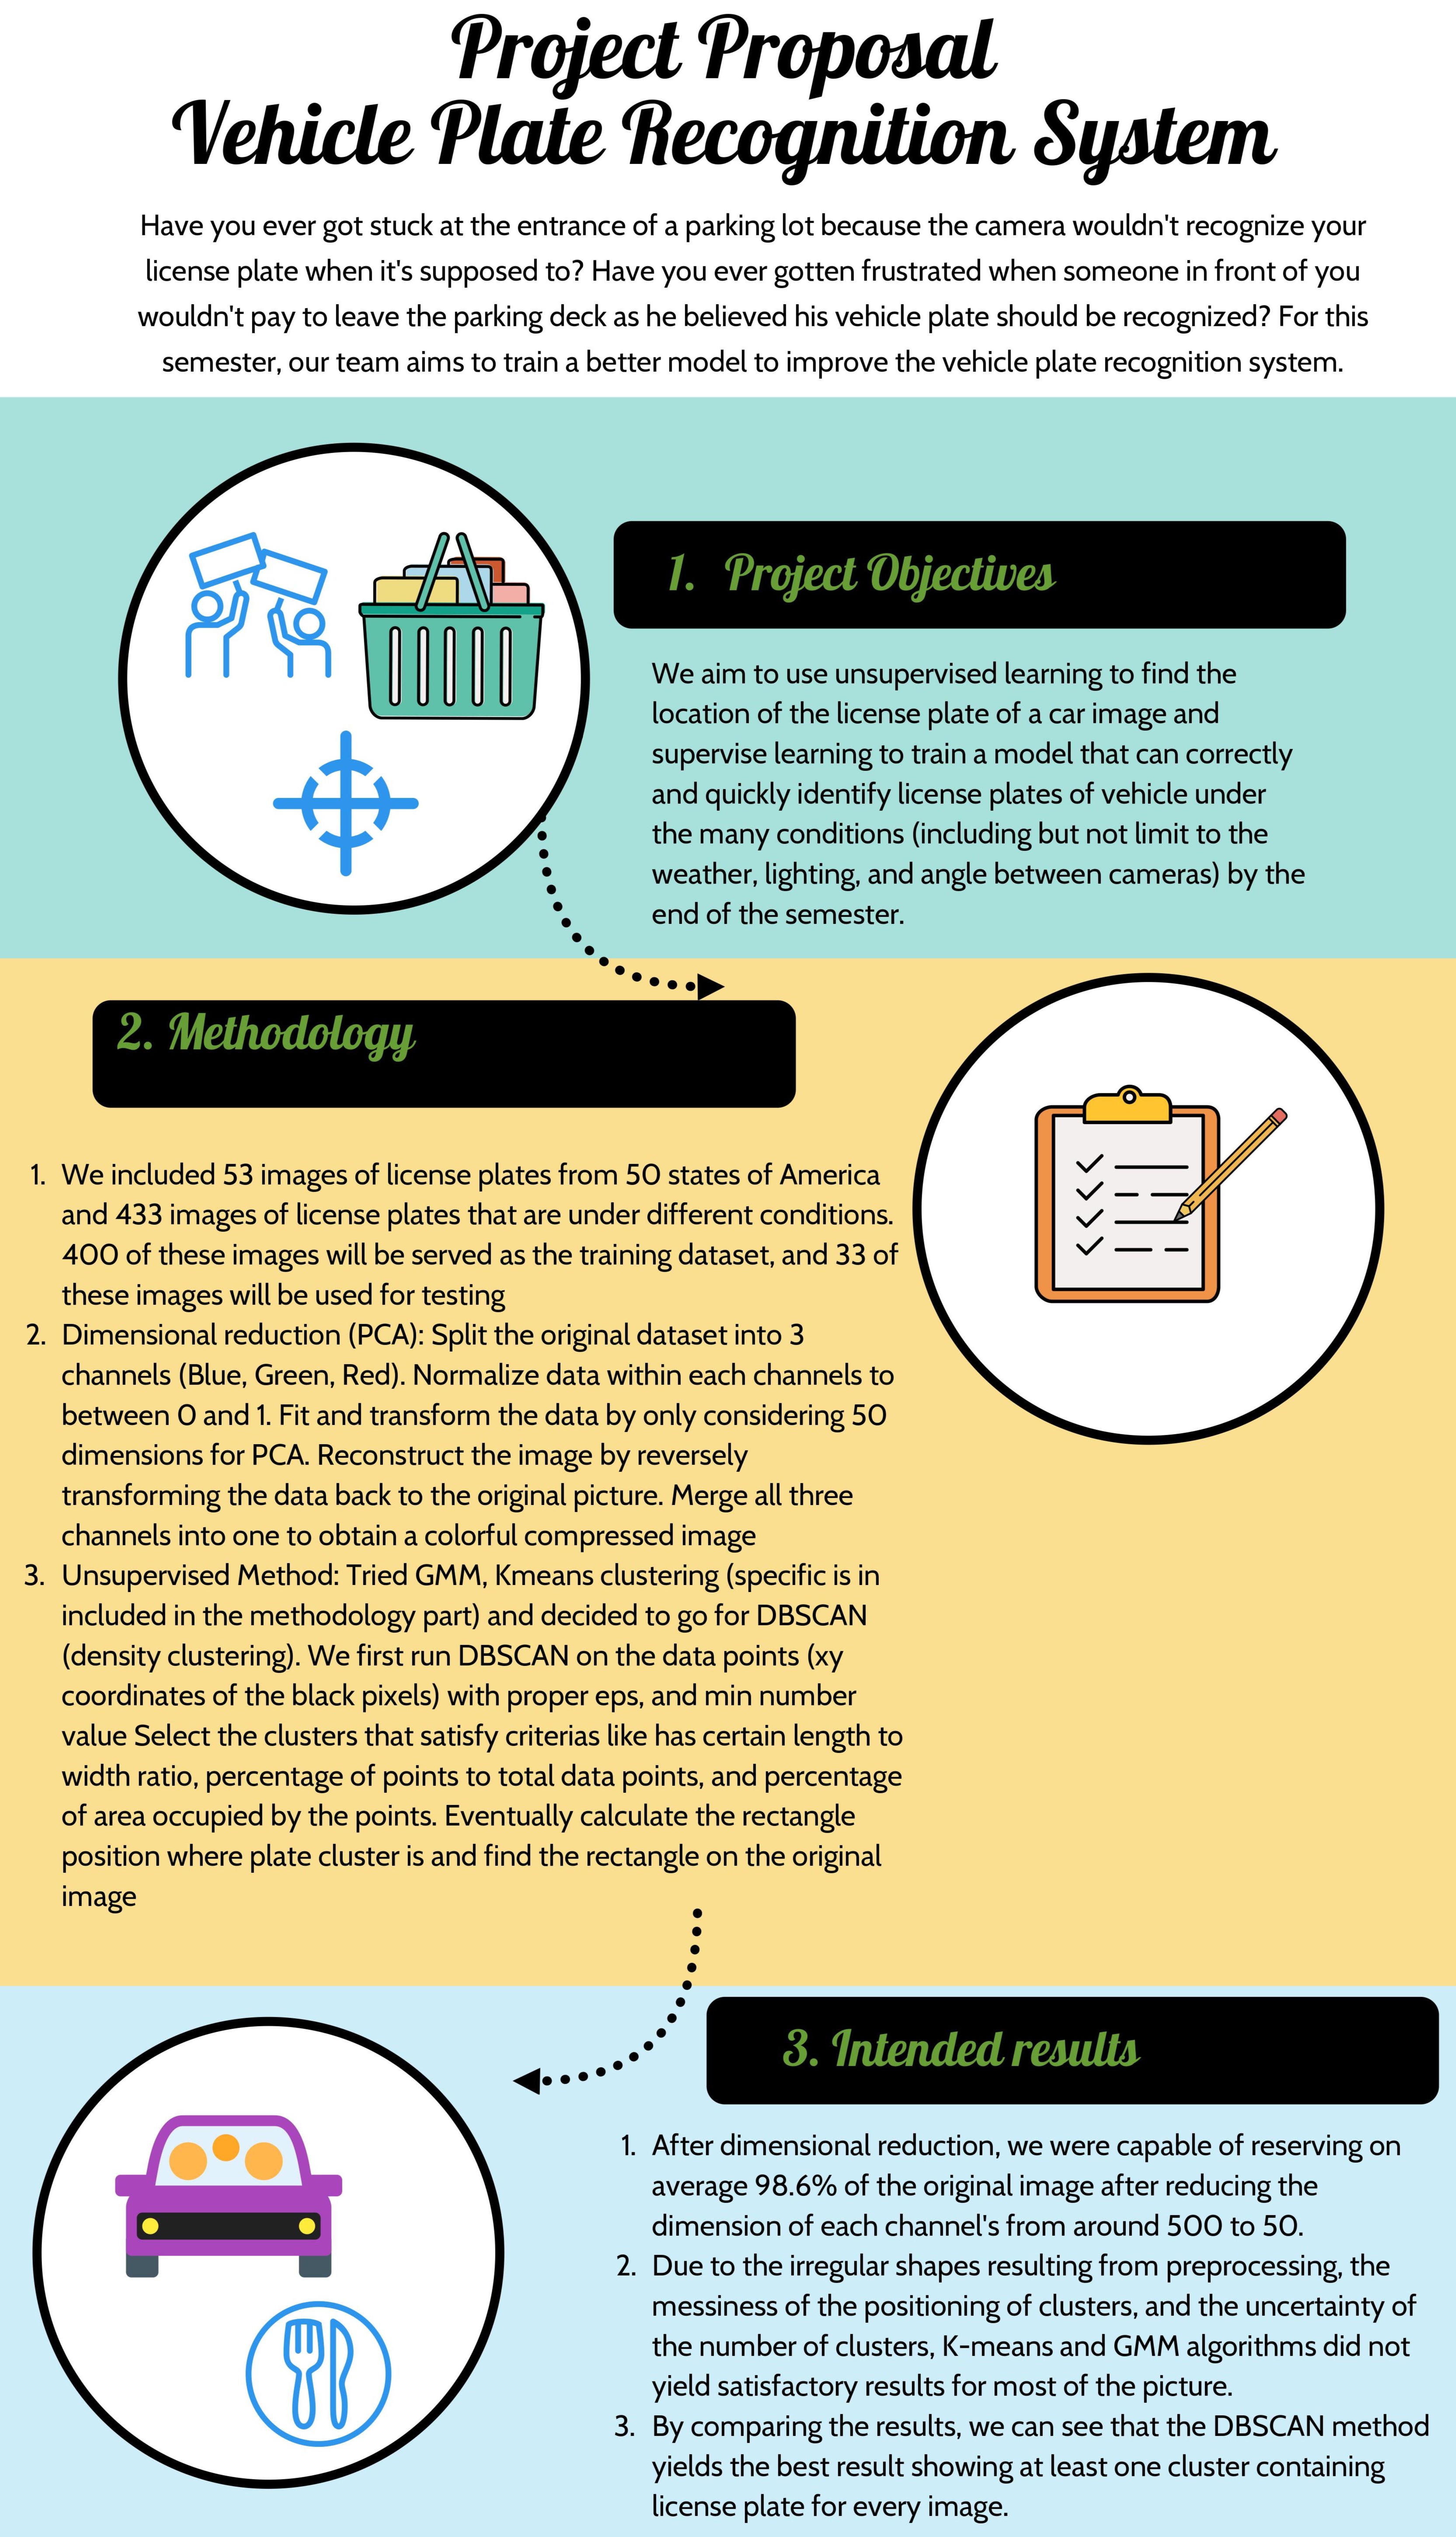 Project Proposal
Vehicle Plate Recognition System
Have you ever got stuck at the entrance of a parking lot because the camera wouldn't recognize your
license plate when it's supposed to? Have you ever gotten frustrated when someone in front of you
wouldn't pay to leave the parking deck as he believed his vehicle plate should be recognized? For this
semester, our team aims to train a better model to improve the vehicle plate recognition system.
1. Project Objectives
We aim to use unsupervised learning to find the
location of the license plate of a car image and
supervise learning to train a model that can correctly
and quickly identify license plates of vehicle under
the many conditions (including but not limit to the
weather, lighting, and angle between cameras) by the
end of the semester.
2. Methodology
1. We included 53 images of license plates from 50 states of America
and 433 images of license plates that are under different conditions.
400 of these images will be served as the training dataset, and 33 of
these images will be used for testing
2. Dimensional reduction (PCA): Split the original dataset into 3
channels (Blue, Green, Red). Normalize data within each channels to
between 0 and 1. Fit and transform the data by only considering 50
dimensions for PCA. Reconstruct the image by reversely
transforming the data back to the original picture. Merge all three
channels into one to obtain a colorful compressed image
3. Unsupervised Method: Tried GMM, Kmeans clustering (specific is in
included in the methodology part) and decided to go for DBSCAN
(density clustering). We first run DBSCAN on the data points (xy
coordinates of the black pixels) with proper eps, and min number
value Select the clusters that satisfy criterias like has certain length to
width ratio, percentage of points to total data points, and percentage
of area occupied by the points. Eventually calculate the rectangle
position where plate cluster is and find the rectangle on the original
image
3. Intended results
1. After dimensional reduction, we were capable of reserving on
average 98.6% of the original image after reducing the
dimension of each channel's from around 500 to 50.
2. Due to the irregular shapes resulting from preprocessing, the
messiness of the positioning of clusters, and the uncertainty of
the number of clusters, K-means and GMM algorithms did not
yield satisfactory results for most of the picture.
3. By comparing the results, we can see that the DBSCAN method
yields the best result showing at least one cluster containing
license plate for every image.